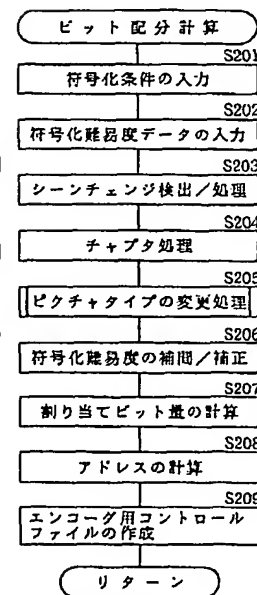 ビット配分計算
S201
符号化条件の入力
S202
符号化難易度データの入力
S203
シーンチェンジ検出/処理
S204
チャプタ処理
S205
ピクチャタイプの変更処理
S206
符号化難易度の補間/補正
S207
割り当てビット量の計算
S208
アドレスの計算
S209
エンコーダ用コントロール
ファイルの作成
リターン